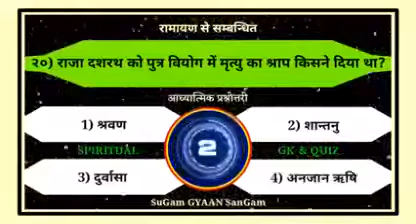 रामायण से सम्बन्धित
२०) राजा दशरथ को पुत्र वियोग में मृत्यु का श्राप किसने दिया था?
आध्यात्मिक प्रश्नोत्तरी
1) श्रवण
2) शान्तनु
SPIRITUAL
2
GK & QUIZ
3) दुर्वासा
4) अनजान ऋषि
SuGam GYAAN SanGam